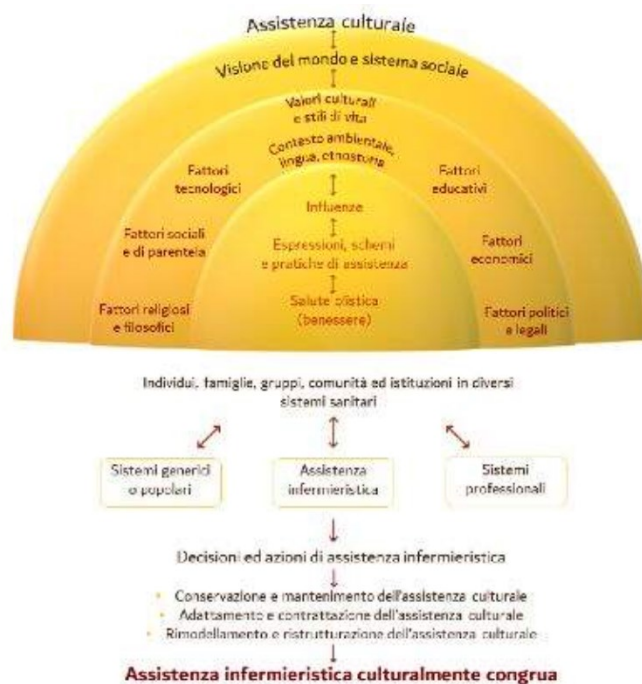 Assistenza culturale
Visione del mondo e sistema sociale
Valori culturali
e stili di vita
Contesto ambientale,
lingua, etnostoria
Fattori
tecnologici
Fattori
educativi
Influenze
Fattori sociali
e di parentela
Espressioni, schemi
e pratiche di assistenza
Fattori
economici
Fattori religiosi
e filosofici
Salute olistica
(benessere)
Fattori politici
e legali
Individui, famiglie, gruppi, comunità ed istituzioni in diversi
sistemi sanitari
Sistemi generici
o popolari
Assistenza
infermieristica
Sistemi
professionali
Decisioni ed azioni di assistenza infermieristica
• Conservazione e mantenimento dell'assistenza culturale
• Adattamento e contrattazione dell'assistenza culturale
• Rimodellamento e ristrutturazione dell'assistenza culturale
Assistenza infermieristica culturalmente congrua